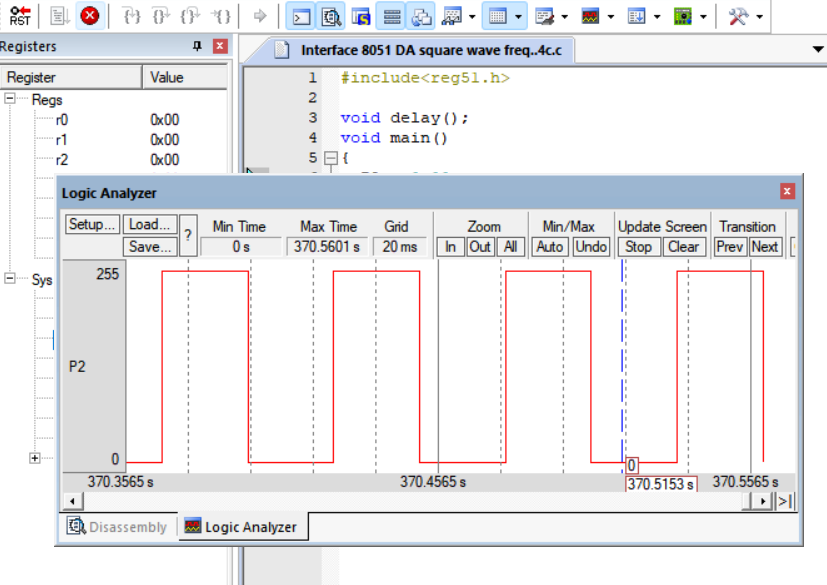 RST
Registers
Interface 8051 DA square wave freq..4c.c
Register Value
Regs
r0 0x00
r1 0x00
r2 0x00
Sys
1 #include<reg51.h>
2
3 void delay();
4 void main()
5 {
Logic Analyzer
Setup... Load... ? Min Time Max Time Grid Zoom Min/Max Update Screen Transition
Save... 0 s 370.5601 s 20 ms In Out All Auto Undo Stop Clear Prev Next
255
P2
0
0
370.3565 s 370.4565 s 370.5153 s 370.5565 s
Disassembly Logic Analyzer